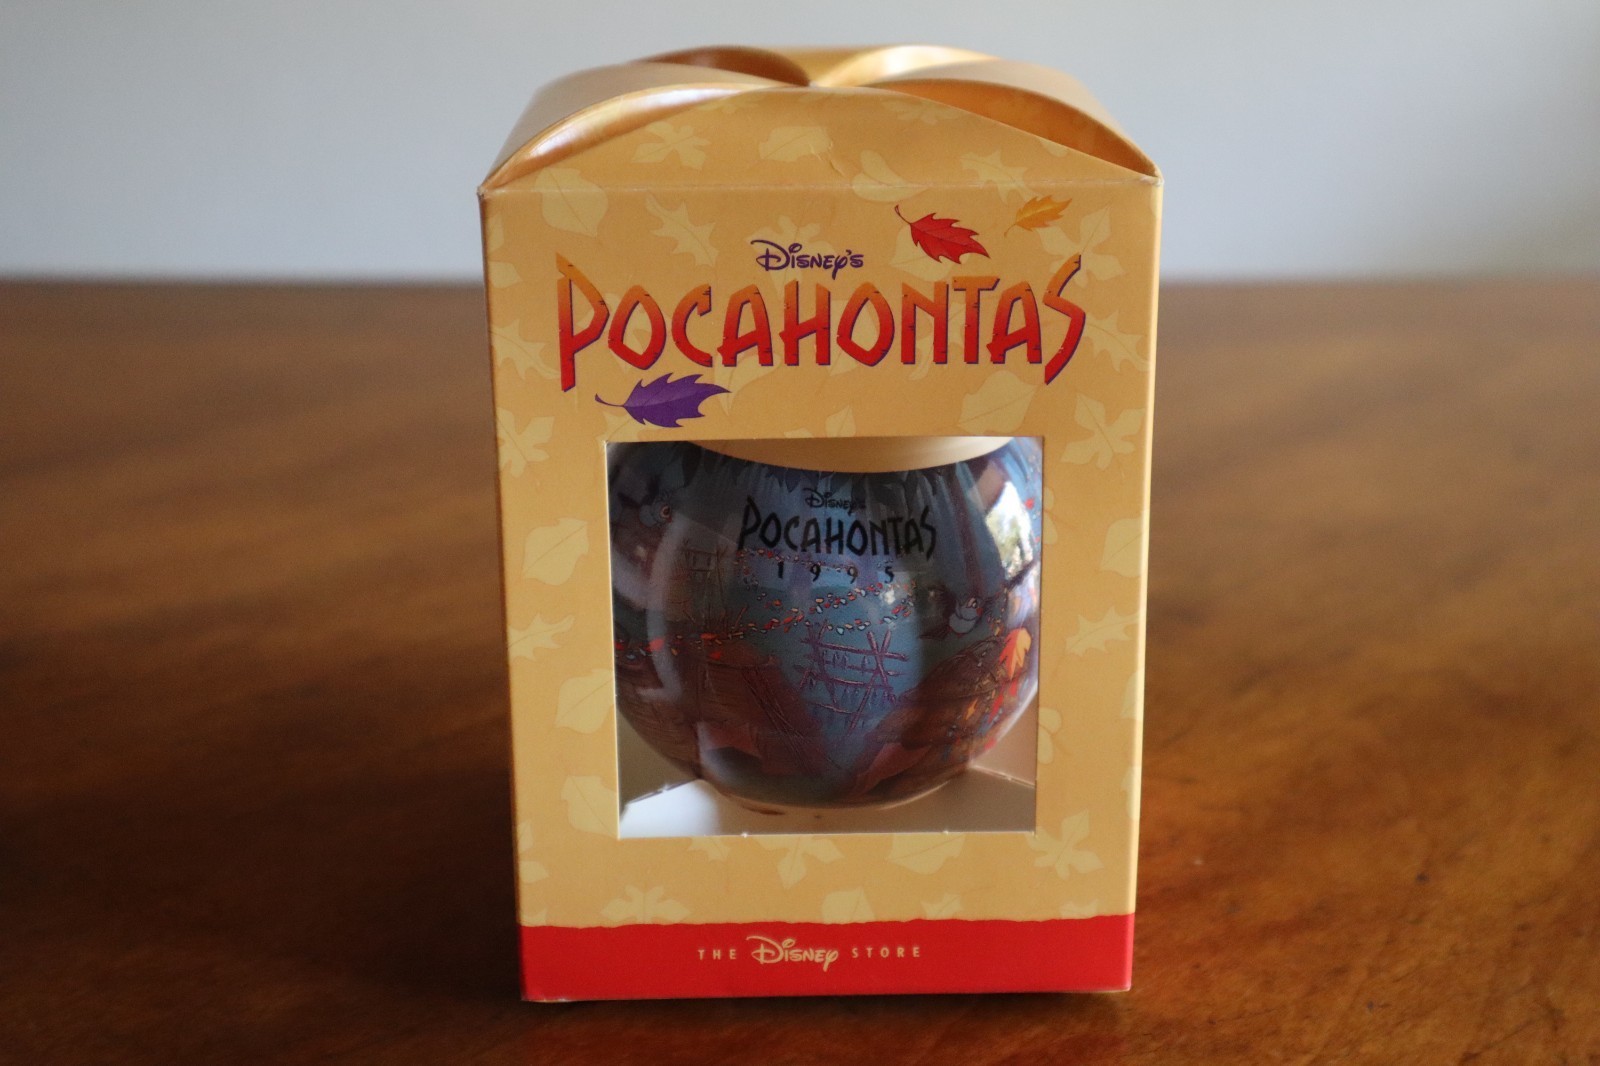 Disney's
POCAHONTAS
Disney's
POCAHONTAS
1995
THE Disney STORE